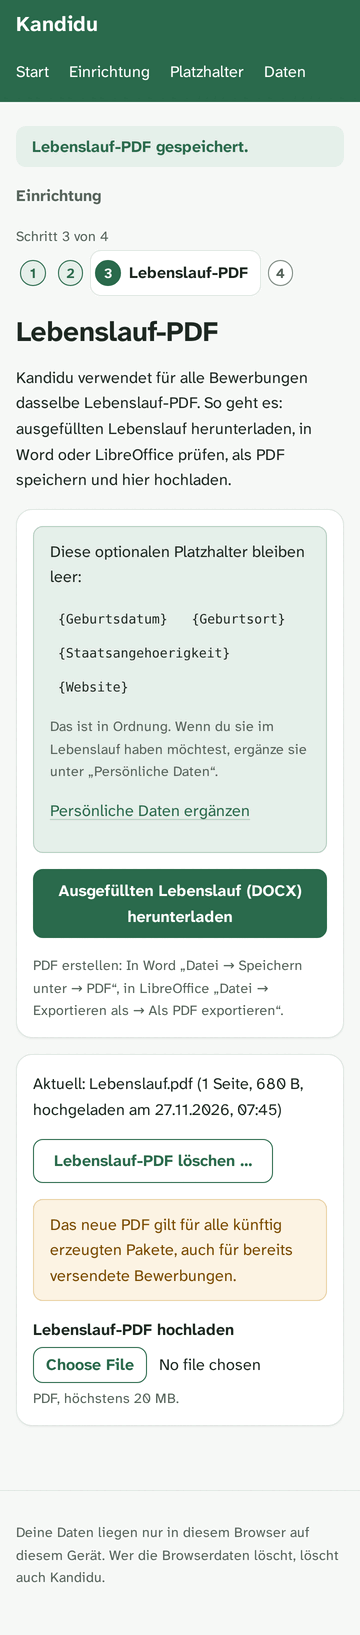 Kandidu
Start Einrichtung Platzhalter Daten
Lebenslauf-PDF gespeichert.
Einrichtung
Schritt 3 von 4
1 2 3 Lebenslauf-PDF 4
Lebenslauf-PDF
Kandidu verwendet für alle Bewerbungen
dasselbe Lebenslauf-PDF. So geht es:
ausgefüllten Lebenslauf herunterladen, in
Word oder LibreOffice prüfen, als PDF
speichern und hier hochladen.
Diese optionalen Platzhalter bleiben
leer:
{Geburtsdatum} {Geburtsort}
{Staatsangehoerigkeit}
{Website}
Das ist in Ordnung. Wenn du sie im
Lebenslauf haben möchtest, ergänze sie
unter „Persönliche Daten“.
Persönliche Daten ergänzen
Ausgefüllten Lebenslauf (DOCX)
herunterladen
PDF erstellen: In Word „Datei → Speichern
unter → PDF“, in LibreOffice „Datei →
Exportieren als → Als PDF exportieren“.
Aktuell: Lebenslauf.pdf (1 Seite, 680 B,
hochgeladen am 27.11.2026, 07:45)
Lebenslauf-PDF löschen …
Das neue PDF gilt für alle künftig
erzeugten Pakete, auch für bereits
versendete Bewerbungen.
Lebenslauf-PDF hochladen
Choose File No file chosen
PDF, höchstens 20 MB.
Deine Daten liegen nur in diesem Browser auf
diesem Gerät. Wer die Browserdaten löscht, löscht
auch Kandidu.